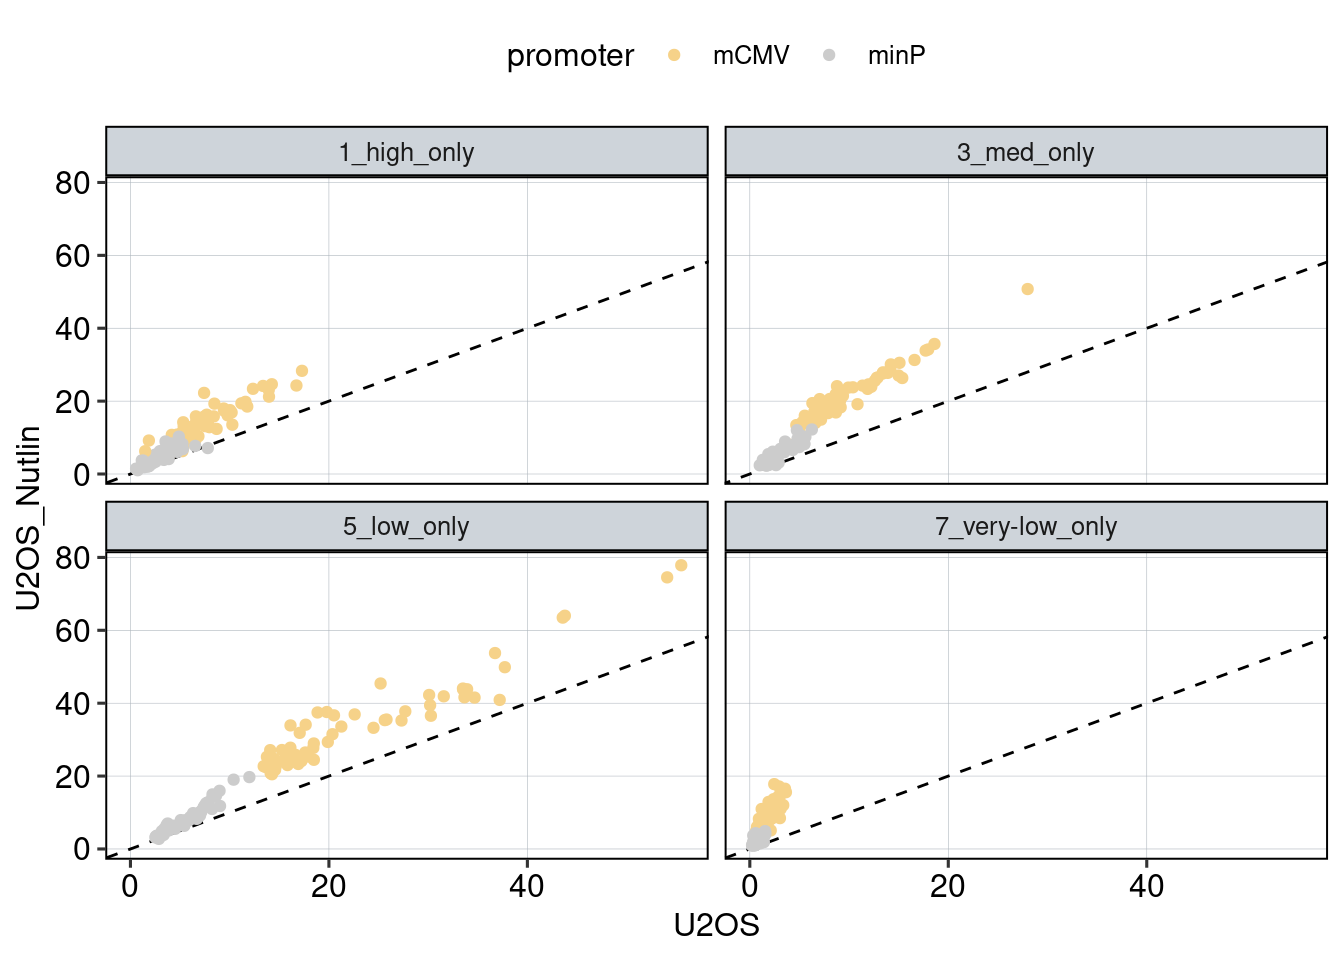 promoter mCMV minP
1_high_only 3_med_only
80
60
40
20
0
5_low_only 7_very-low_only
80
60
40
20
0
0 20 40 0 20 40
U2OS
U2OS_Nutlin